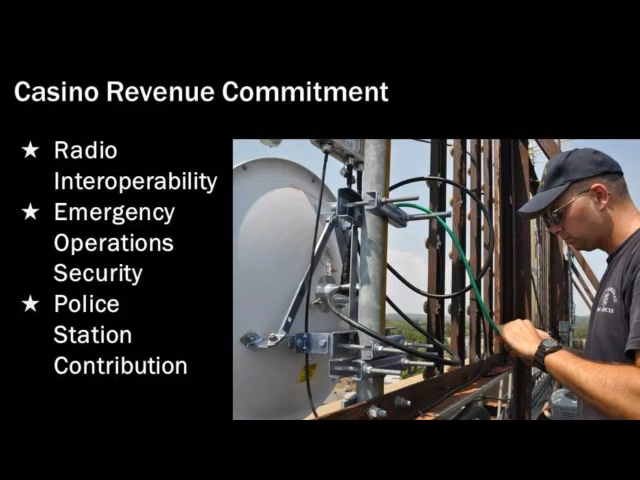 Casino Revenue Commitment
★ Radio
Interoperability
★ Emergency
Operations
Security
★ Police
Station
Contribution